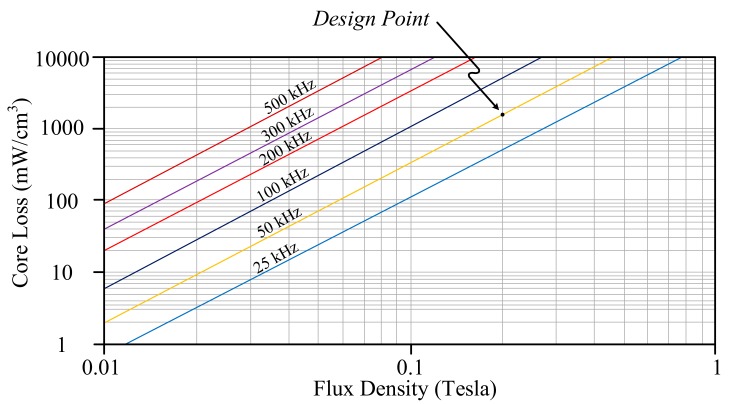 Design Point
10000
1000
100
10
1
Core Loss (mW/cm³)
500 kHz
300 kHz
200 kHz
100 kHz
50 kHz
25 kHz
0.01
0.1
1
Flux Density (Tesla)